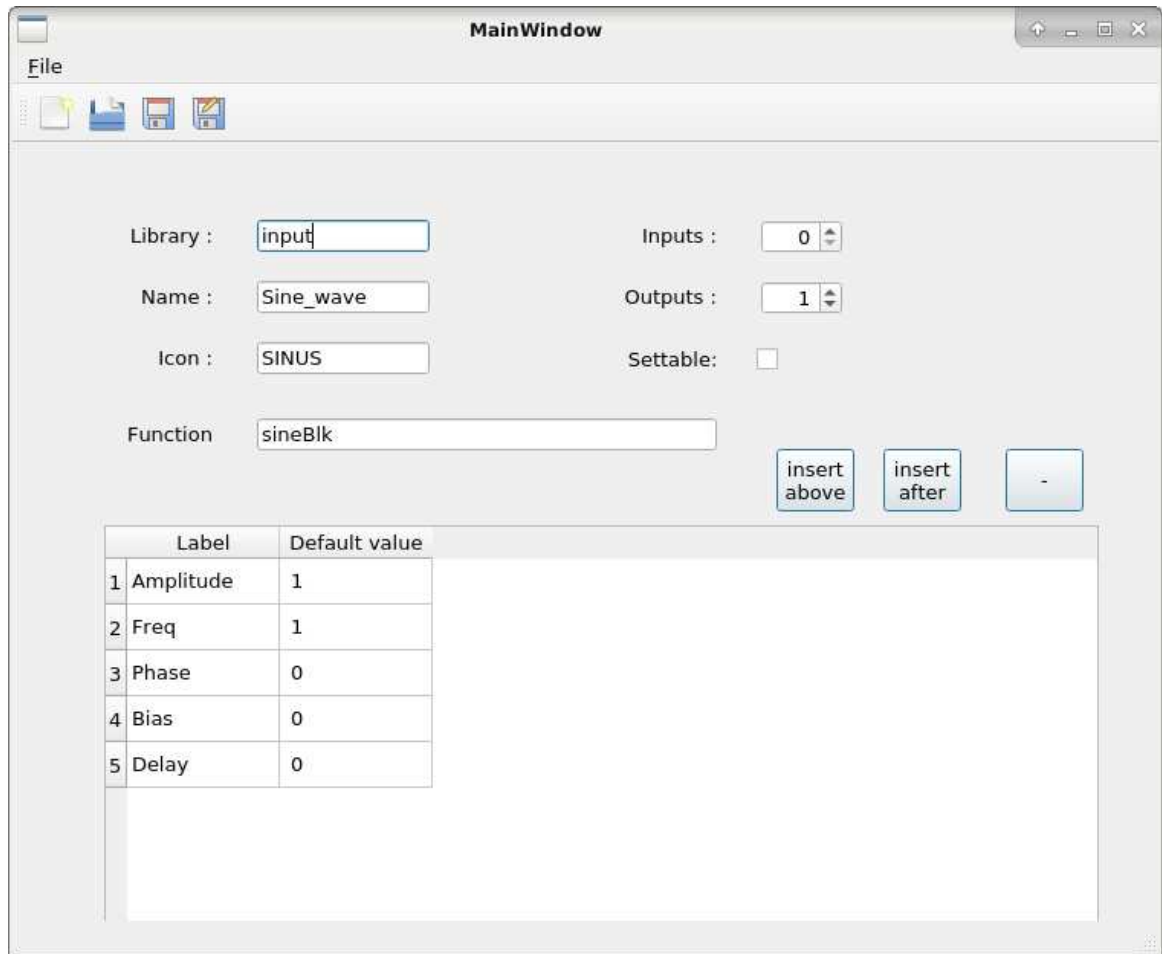 MainWindow
File
Library : input Inputs : 0
Name : Sine_wave Outputs : 1
Icon : SINUS Settable:
Function sineBlk
insert above insert after -
Label Default value
1 Amplitude 1
2 Freq 1
3 Phase 0
4 Bias 0
5 Delay 0